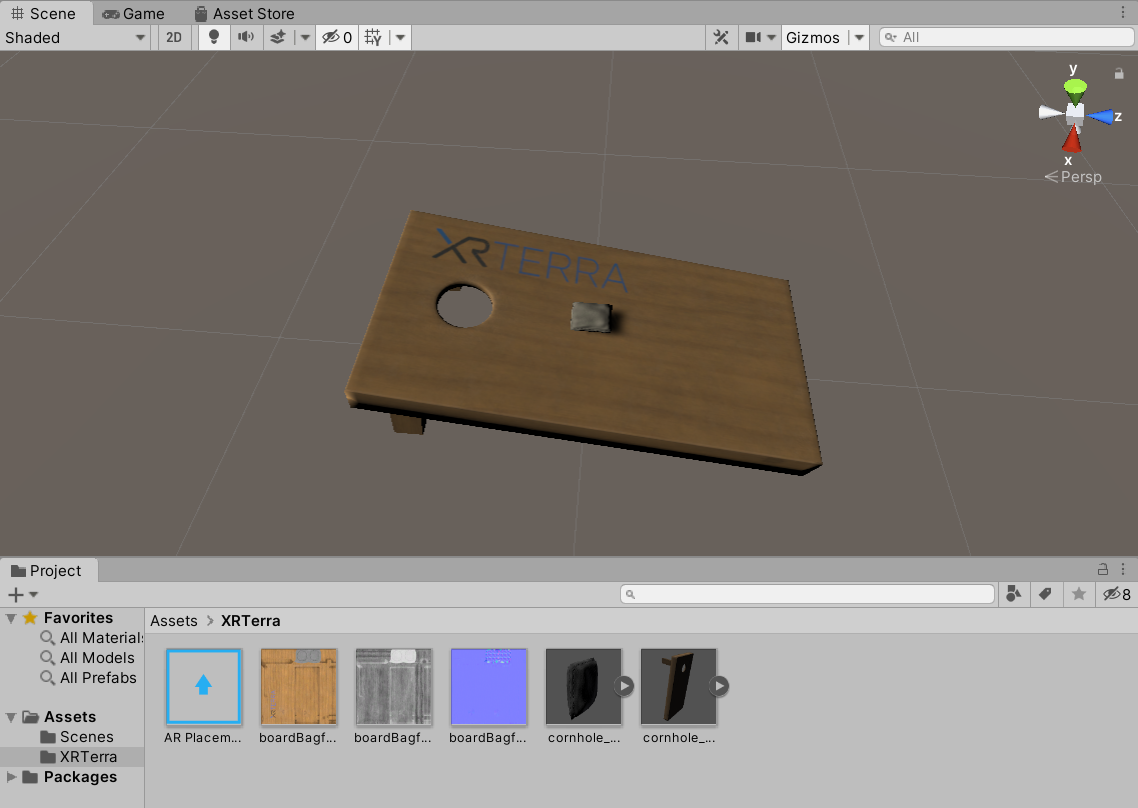 Scene Game Asset Store
Shaded 2D 0 Gizmos All
y
z
x
Persp
XRTERRA
Project
8
Favorites
All Materials
All Models
All Prefabs
Assets
Scenes
XRTerra
Packages
Assets > XRTerra
AR Placem... boardBagf... boardBagf... boardBagf... cornhole_... cornhole_...